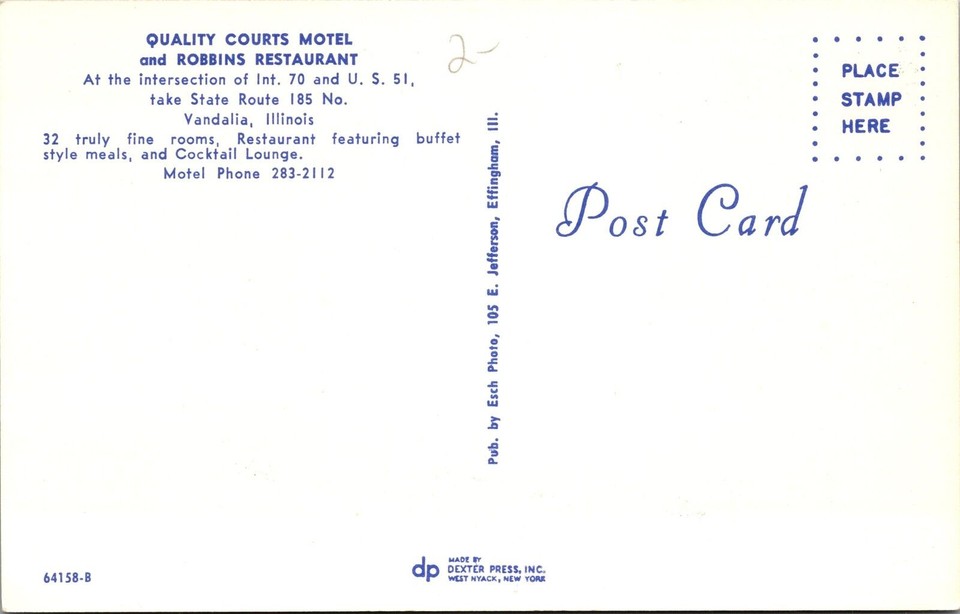 QUALITY COURTS MOTEL
and ROBBINS RESTAURANT
At the intersection of Int. 70 and U. S. 51,
take State Route 185 No.
Vandalia, Illinois
32 truly fine rooms, Restaurant featuring buffet
style meals, and Cocktail Lounge.
Motel Phone 283-2112
2-
PLACE
STAMP
HERE
Post Card
Pub. by Esch Photo, 105 E. Jefferson, Effingham, Ill.
64158-B
dp
MADE BY
DEXTER PRESS, INC.
WEST NYACK, NEW YORK